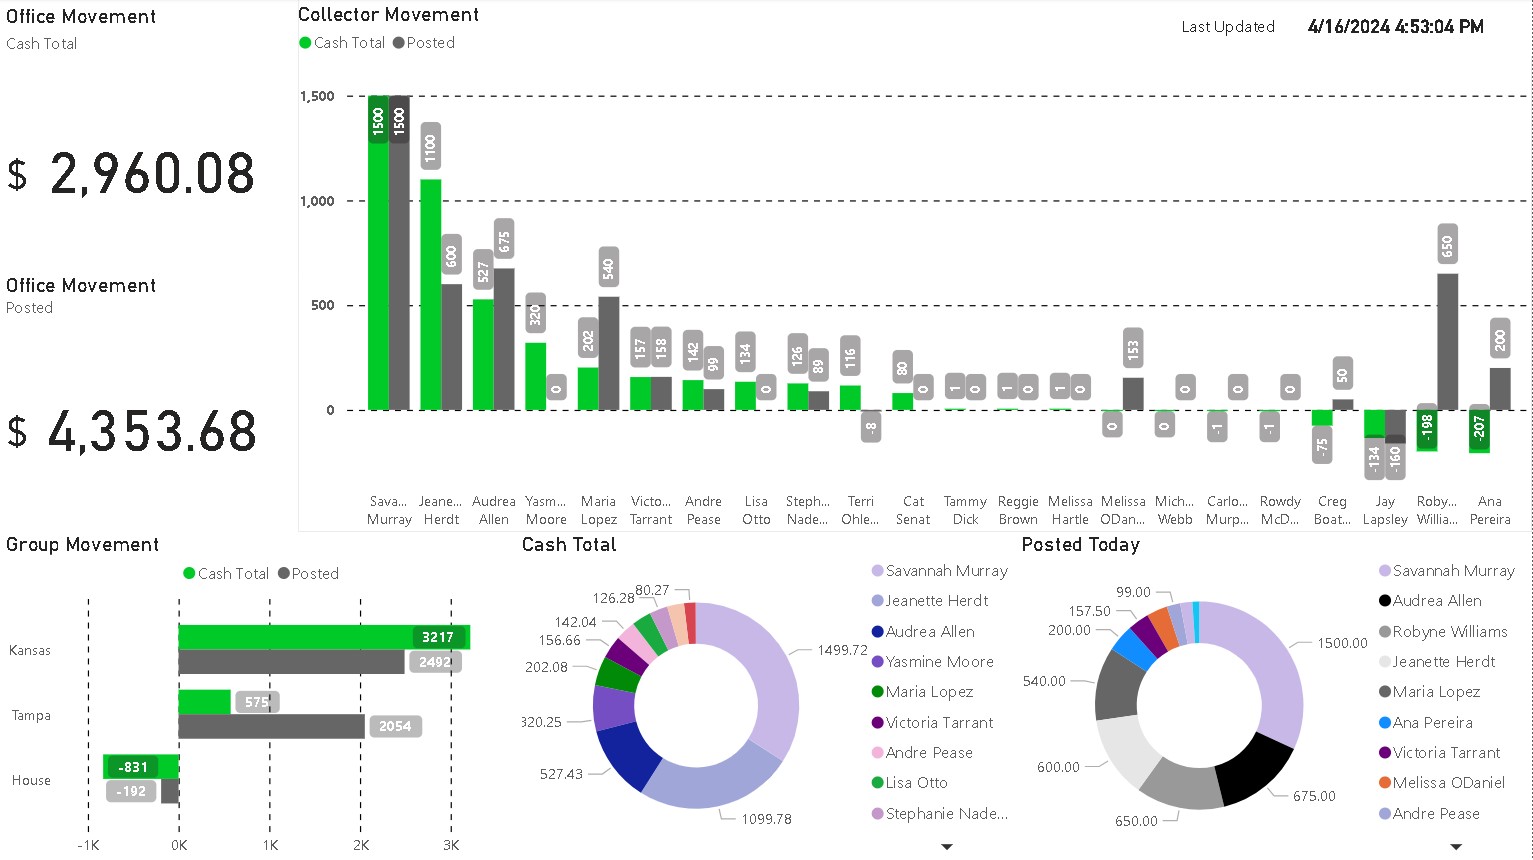 Office Movement
Cash Total
$ 2,960.08
Office Movement
Posted
$ 4,353.68
Collector Movement
Cash Total Posted
Last Updated 4/16/2024 4:53:04 PM
1,500
1,000
500
0
1500 1500 1100 600 527 675 320 0 202 540 157 158 142 99 134 0 126 89 116 -8 80 0 1 0 1 0 1 0 0 153 0 0 -1 0 -1 0 -75 50 -134 -160 -198 650 -207 200
Sava... Jeane... Audrea Yasm... Maria Victo... Andre Lisa Steph... Terri Cat Tammy Reggie Melissa Melissa Mich... Carlo... Rowdy Creg Jay Roby... Ana
Murray Herdt Allen Moore Lopez Tarrant Pease Otto Nade... Ohle... Senat Dick Brown Hartle ODan... Webb Murp... McD... Boat... Lapsley Willia... Pereira
Group Movement
Cash Total Posted
Kansas 3217
2492
Tampa 575
2054
House -831
-192
-1K 0K 1K 2K 3K
Cash Total
1499.72
1099.78
527.43
320.25
202.08
156.66
142.04
126.28
80.27
Savannah Murray
Jeanette Herdt
Audrea Allen
Yasmine Moore
Maria Lopez
Victoria Tarrant
Andre Pease
Lisa Otto
Stephanie Nade...
Posted Today
1500.00
675.00
650.00
600.00
540.00
200.00
157.50
99.00
Savannah Murray
Audrea Allen
Robyne Williams
Jeanette Herdt
Maria Lopez
Ana Pereira
Victoria Tarrant
Melissa ODaniel
Andre Pease